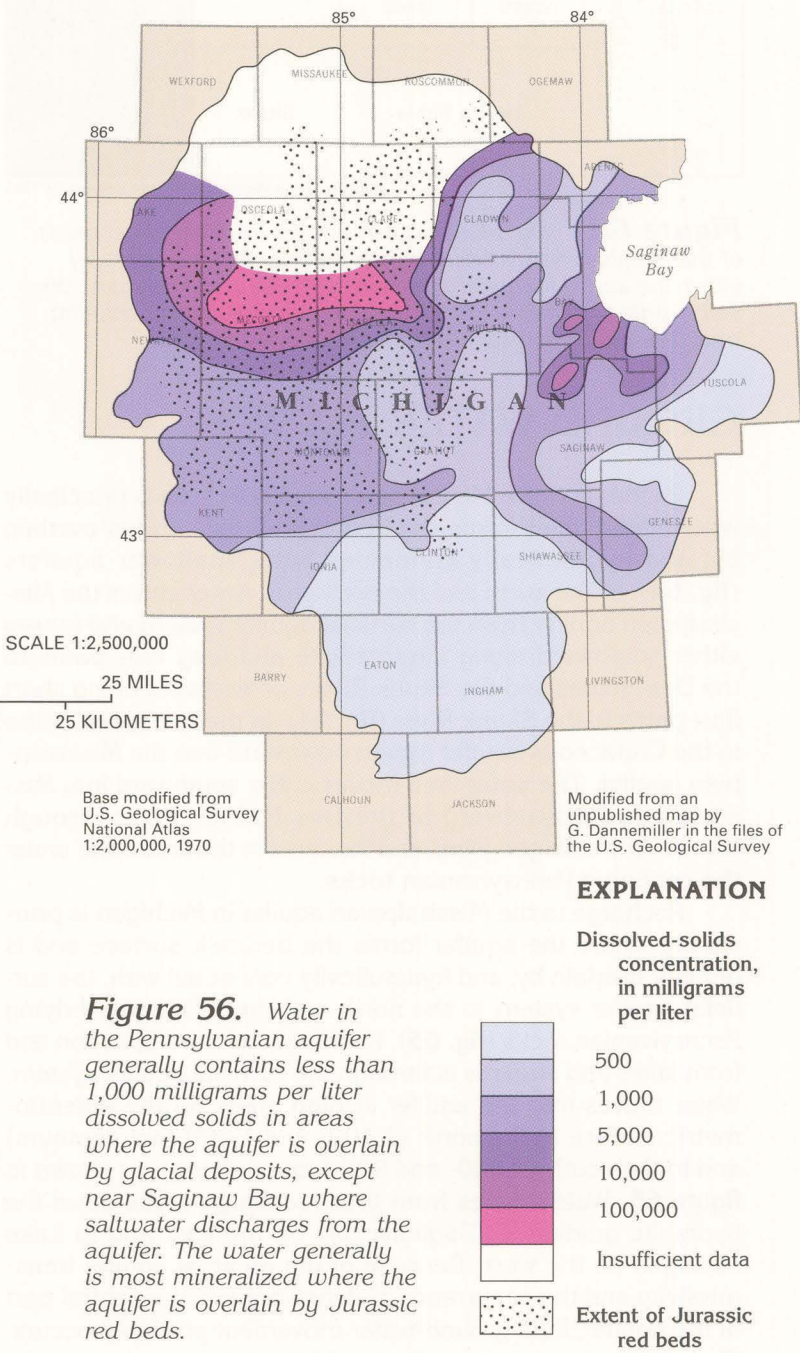 85°
84°
WEXFORD
MISSAUKEE
ROSCOMMON
OGEMAW
86°
ARENAC
44°
LAKE
OSCEOLA
CLARE
GLADWIN
Saginaw
Bay
MECOSTA
ISABELLA
MIDLAND
BAY
TUSCOLA
MICHIGAN
MONTCALM
GRATIOT
SAGINAW
KENT
GENESEE
43°
CLINTON
SHIAWASSEE
IONIA
SCALE 1:2,500,000
25 MILES
25 KILOMETERS
BARRY
EATON
INGHAM
LIVINGSTON
CALHOUN
JACKSON
Base modified from
U.S. Geological Survey
National Atlas
1:2,000,000, 1970
Modified from an
unpublished map by
G. Dannemiller in the files of
the U.S. Geological Survey
EXPLANATION
Dissolved-solids
concentration,
in milligrams
per liter
500
1,000
5,000
10,000
100,000
Insufficient data
Extent of Jurassic
red beds
Figure 56. Water in
the Pennsylvanian aquifer
generally contains less than
1,000 milligrams per liter
dissolved solids in areas
where the aquifer is overlain
by glacial deposits, except
near Saginaw Bay where
saltwater discharges from the
aquifer. The water generally
is most mineralized where the
aquifer is overlain by Jurassic
red beds.